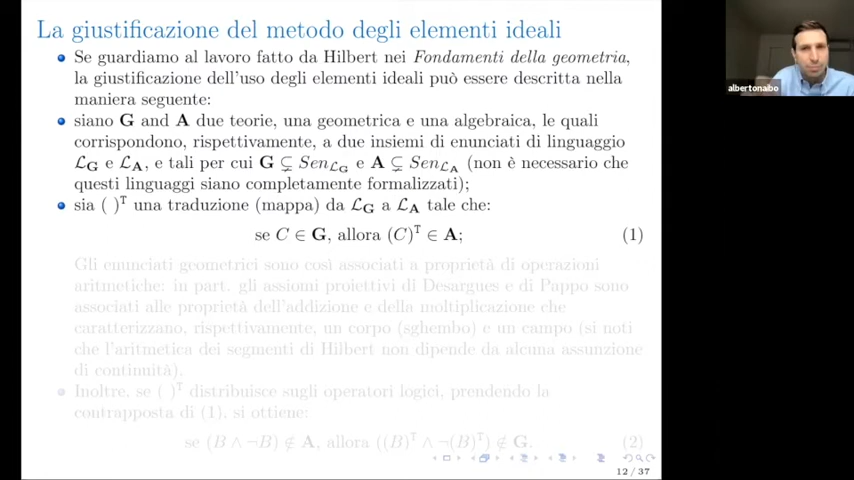 La giustificazione del metodo degli elementi ideali
Se guardiamo al lavoro fatto da Hilbert nei Fondamenti della geometria,
la giustificazione dell'uso degli elementi ideali può essere descritta nella
maniera seguente:
siano G and A due teorie, una geometrica e una algebraica, le quali
corrispondono, rispettivamente, a due insiemi di enunciati di linguaggio
ℒ_G e ℒ_A, e tali per cui G ⊊ Sen_ℒ_G e A ⊊ Sen_ℒ_A (non è necessario che
questi linguaggi siano completamente formalizzati);
sia ( )ᵀ una traduzione (mappa) da ℒ_G a ℒ_A tale che:
se C ∈ G, allora (C)ᵀ ∈ A; (1)
Gli enunciati geometrici sono così associati a proprietà di operazioni
aritmetiche: in part. gli assiomi proiettivi di Desargues e di Pappo sono
associati alle proprietà dell'addizione e della moltiplicazione che
caratterizzano, rispettivamente, un corpo (sghembo) e un campo (si noti
che l'aritmetica dei segmenti di Hilbert non dipende da alcuna assunzione
di continuità).
Inoltre, se ( )ᵀ distribuisce sugli operatori logici, prendendo la
contrapposta di (1), si ottiene:
se (B ∧ ¬B) ∉ A, allora ((B)ᵀ ∧ ¬(B)ᵀ) ∉ G. (2)
12 / 37
albertonaibo